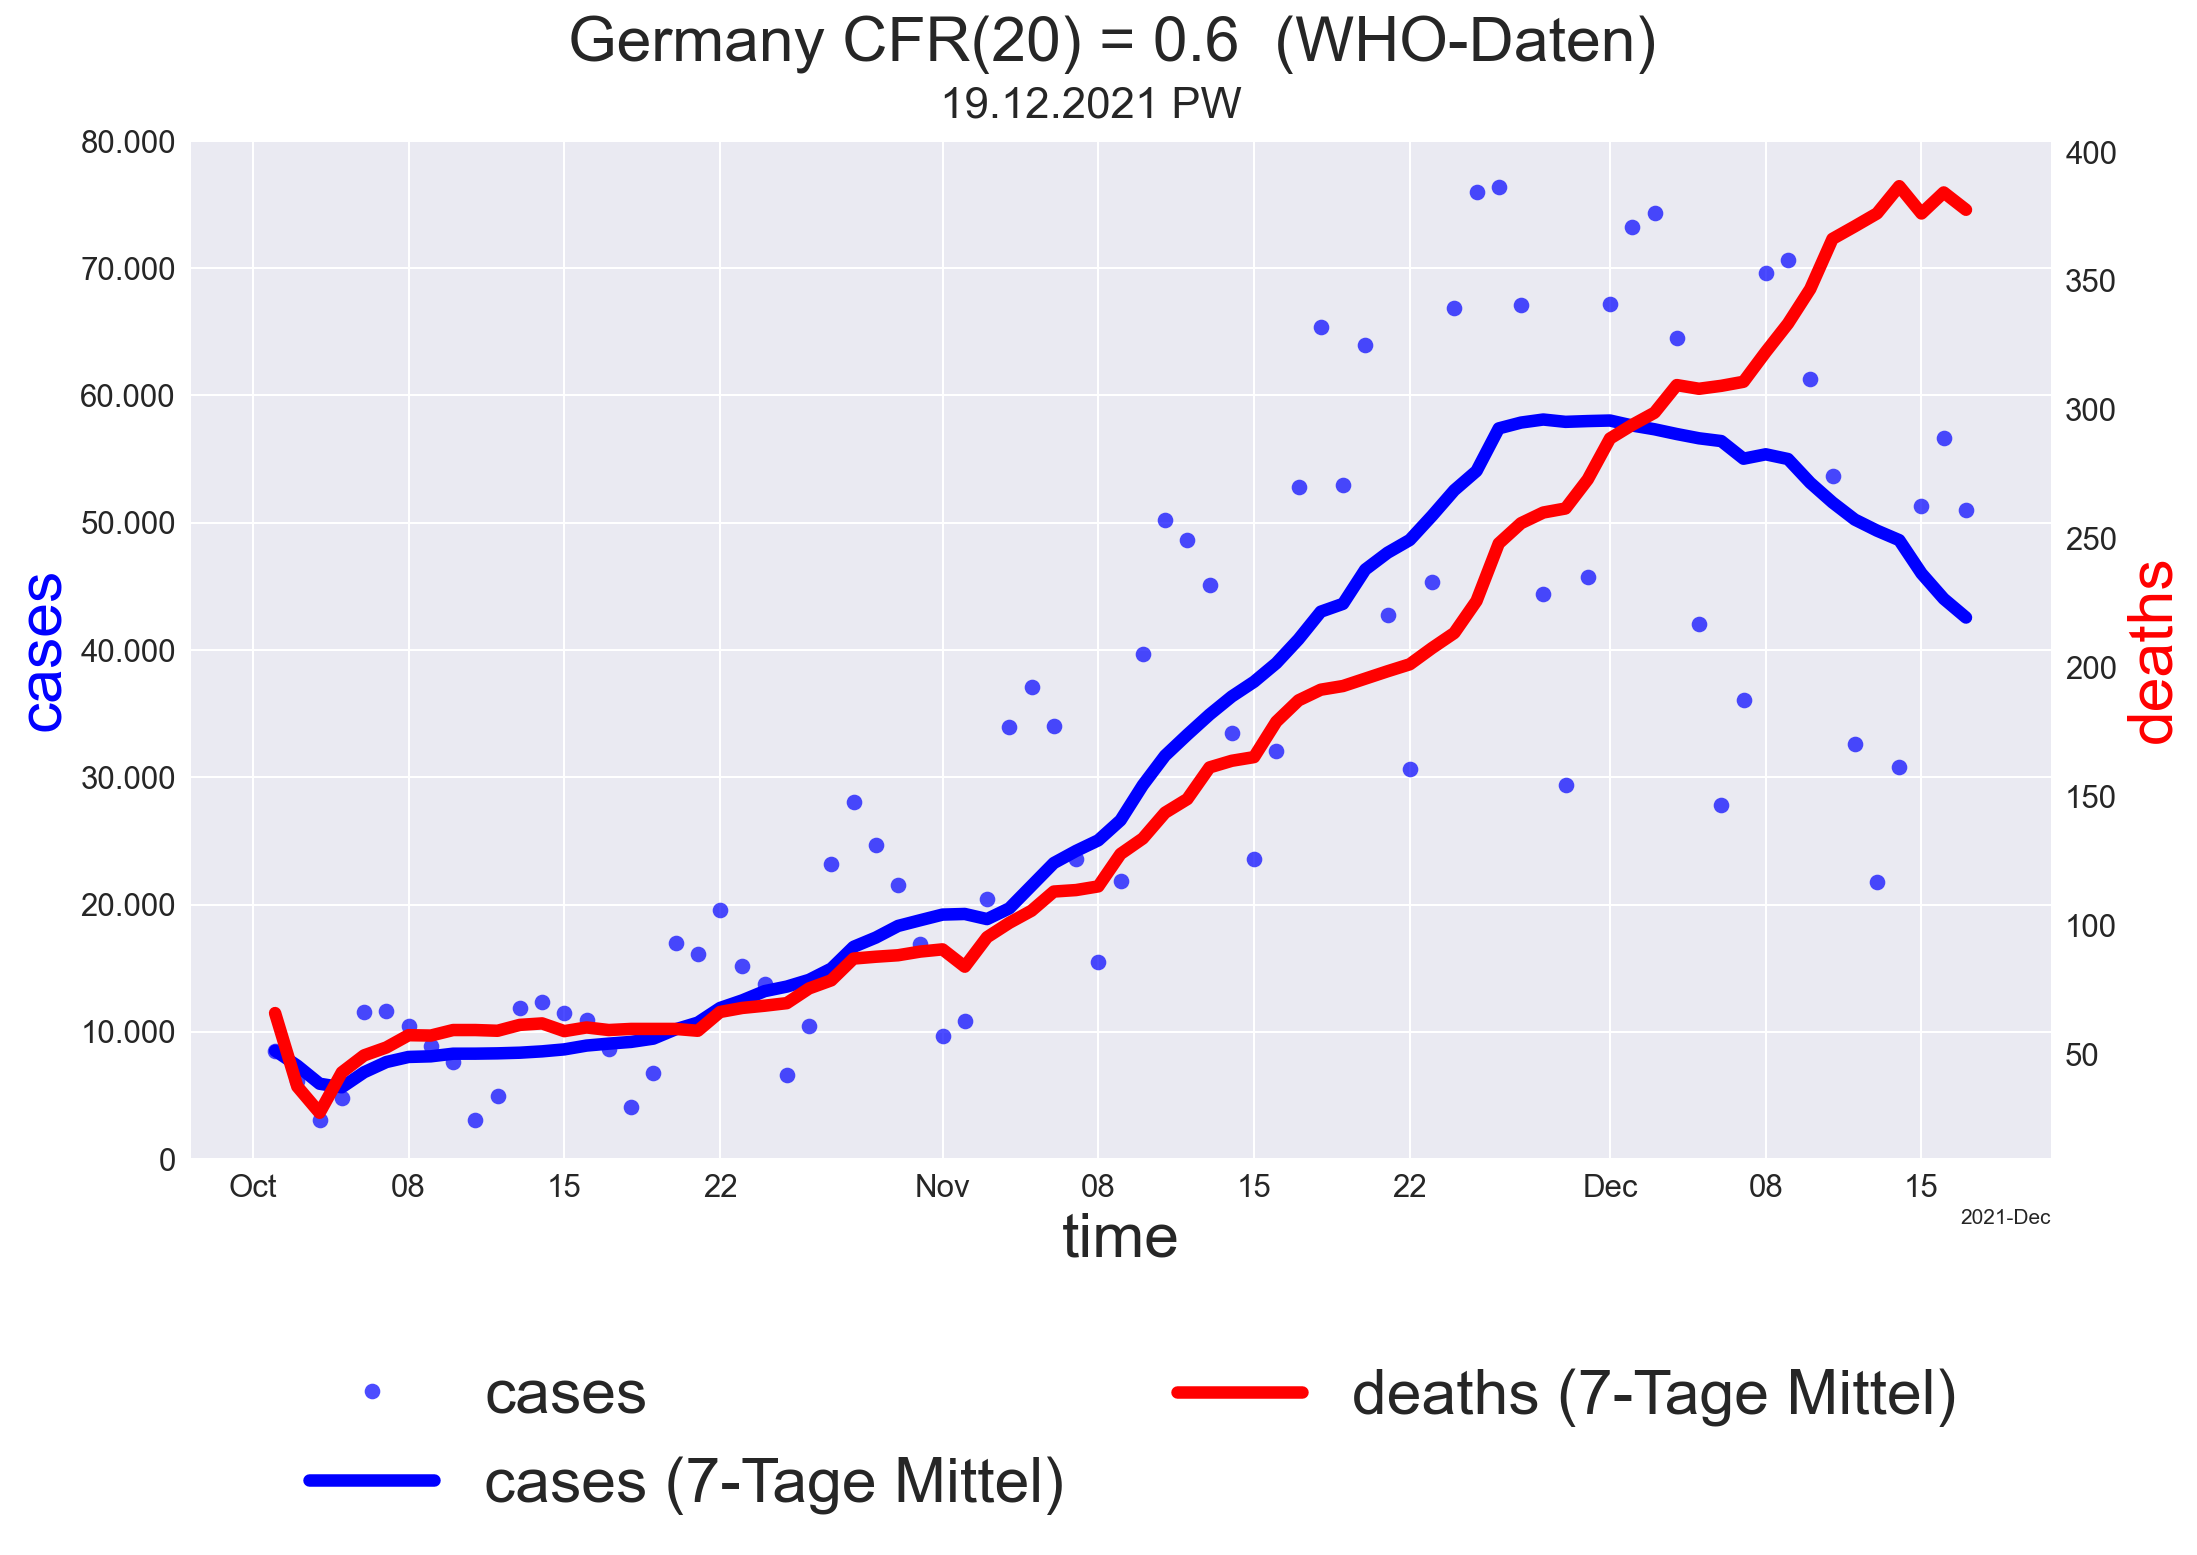 Germany CFR(20) = 0.6 (WHO-Daten)
19.12.2021 PW
80.000
70.000
60.000
50.000
40.000
30.000
20.000
10.000
0
cases
400
350
300
250
200
150
100
50
deaths
Oct 08 15 22 Nov 08 15 22 Dec 08 15
2021-Dec
time
cases
cases (7-Tage Mittel)
deaths (7-Tage Mittel)